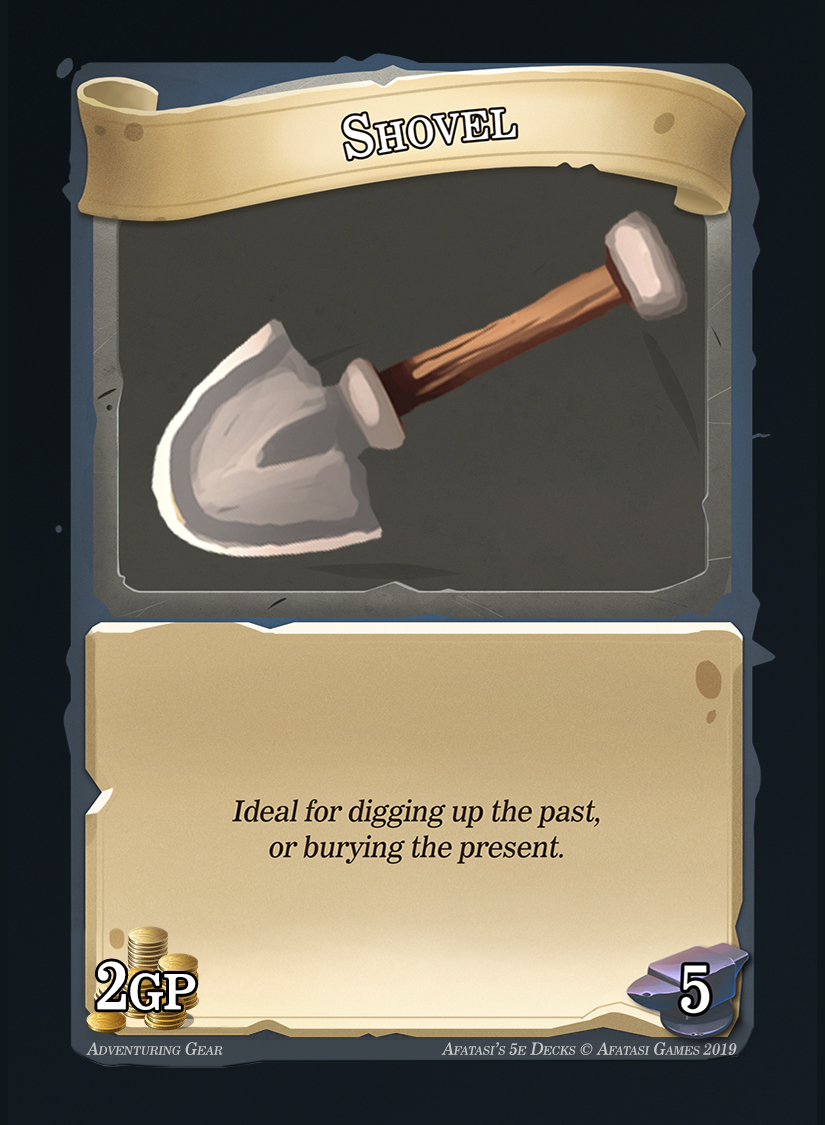 Shovel
Ideal for digging up the past,
or burying the present.
2GP
5
Adventuring Gear
Afatasi's 5e Decks © Afatasi Games 2019